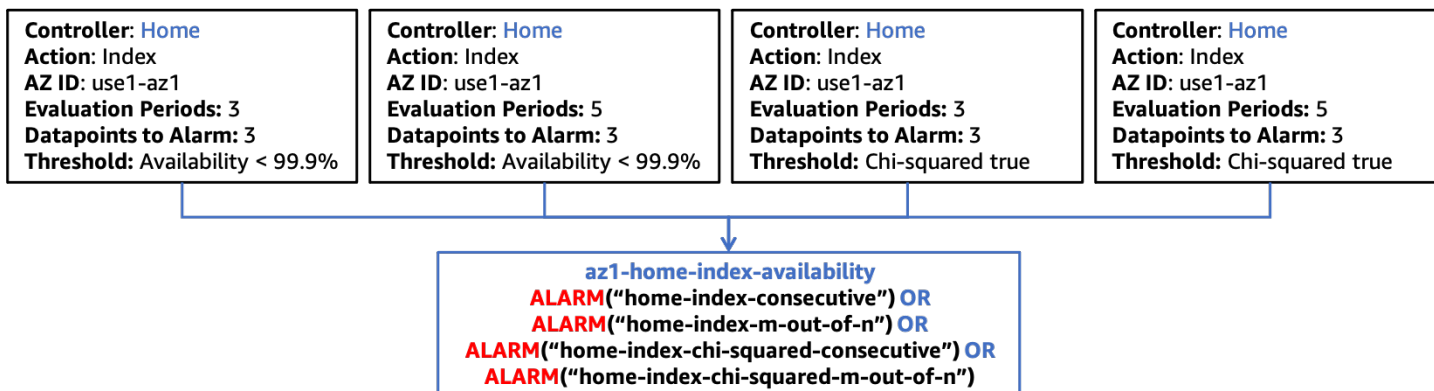 Controller: Home
Action: Index
AZ ID: use1-az1
Evaluation Periods: 3
Datapoints to Alarm: 3
Threshold: Availability < 99.9%
Controller: Home
Action: Index
AZ ID: use1-az1
Evaluation Periods: 5
Datapoints to Alarm: 3
Threshold: Availability < 99.9%
Controller: Home
Action: Index
AZ ID: use1-az1
Evaluation Periods: 3
Datapoints to Alarm: 3
Threshold: Chi-squared true
Controller: Home
Action: Index
AZ ID: use1-az1
Evaluation Periods: 5
Datapoints to Alarm: 3
Threshold: Chi-squared true
az1-home-index-availability
ALARM(“home-index-consecutive”) OR
ALARM(“home-index-m-out-of-n”) OR
ALARM(“home-index-chi-squared-consecutive”) OR
ALARM(“home-index-chi-squared-m-out-of-n”)